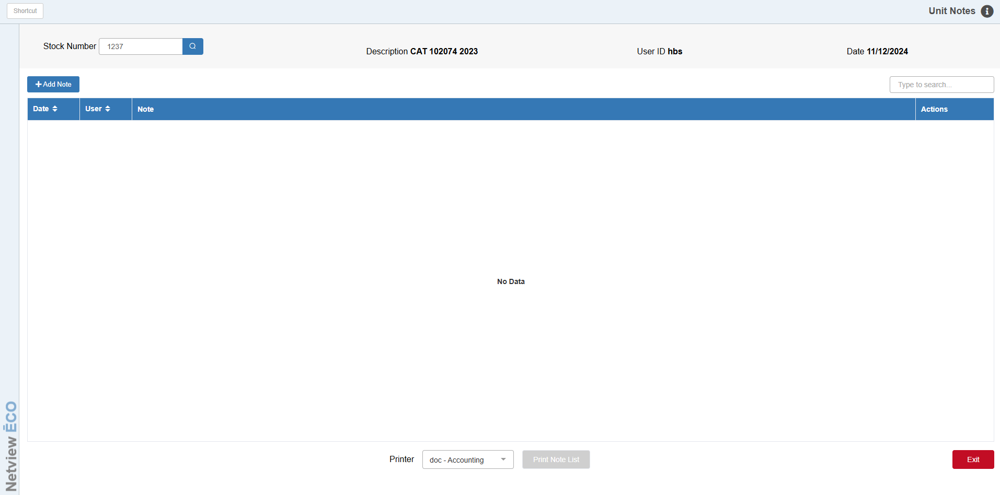 Shortcut
Unit Notes
Stock Number 1237
Description CAT 102074 2023
User ID hbs
Date 11/12/2024
Add Note
Type to search...
Date
User
Note
Actions
No Data
Netview ĒCO
Printer
doc - Accounting
Print Note List
Exit